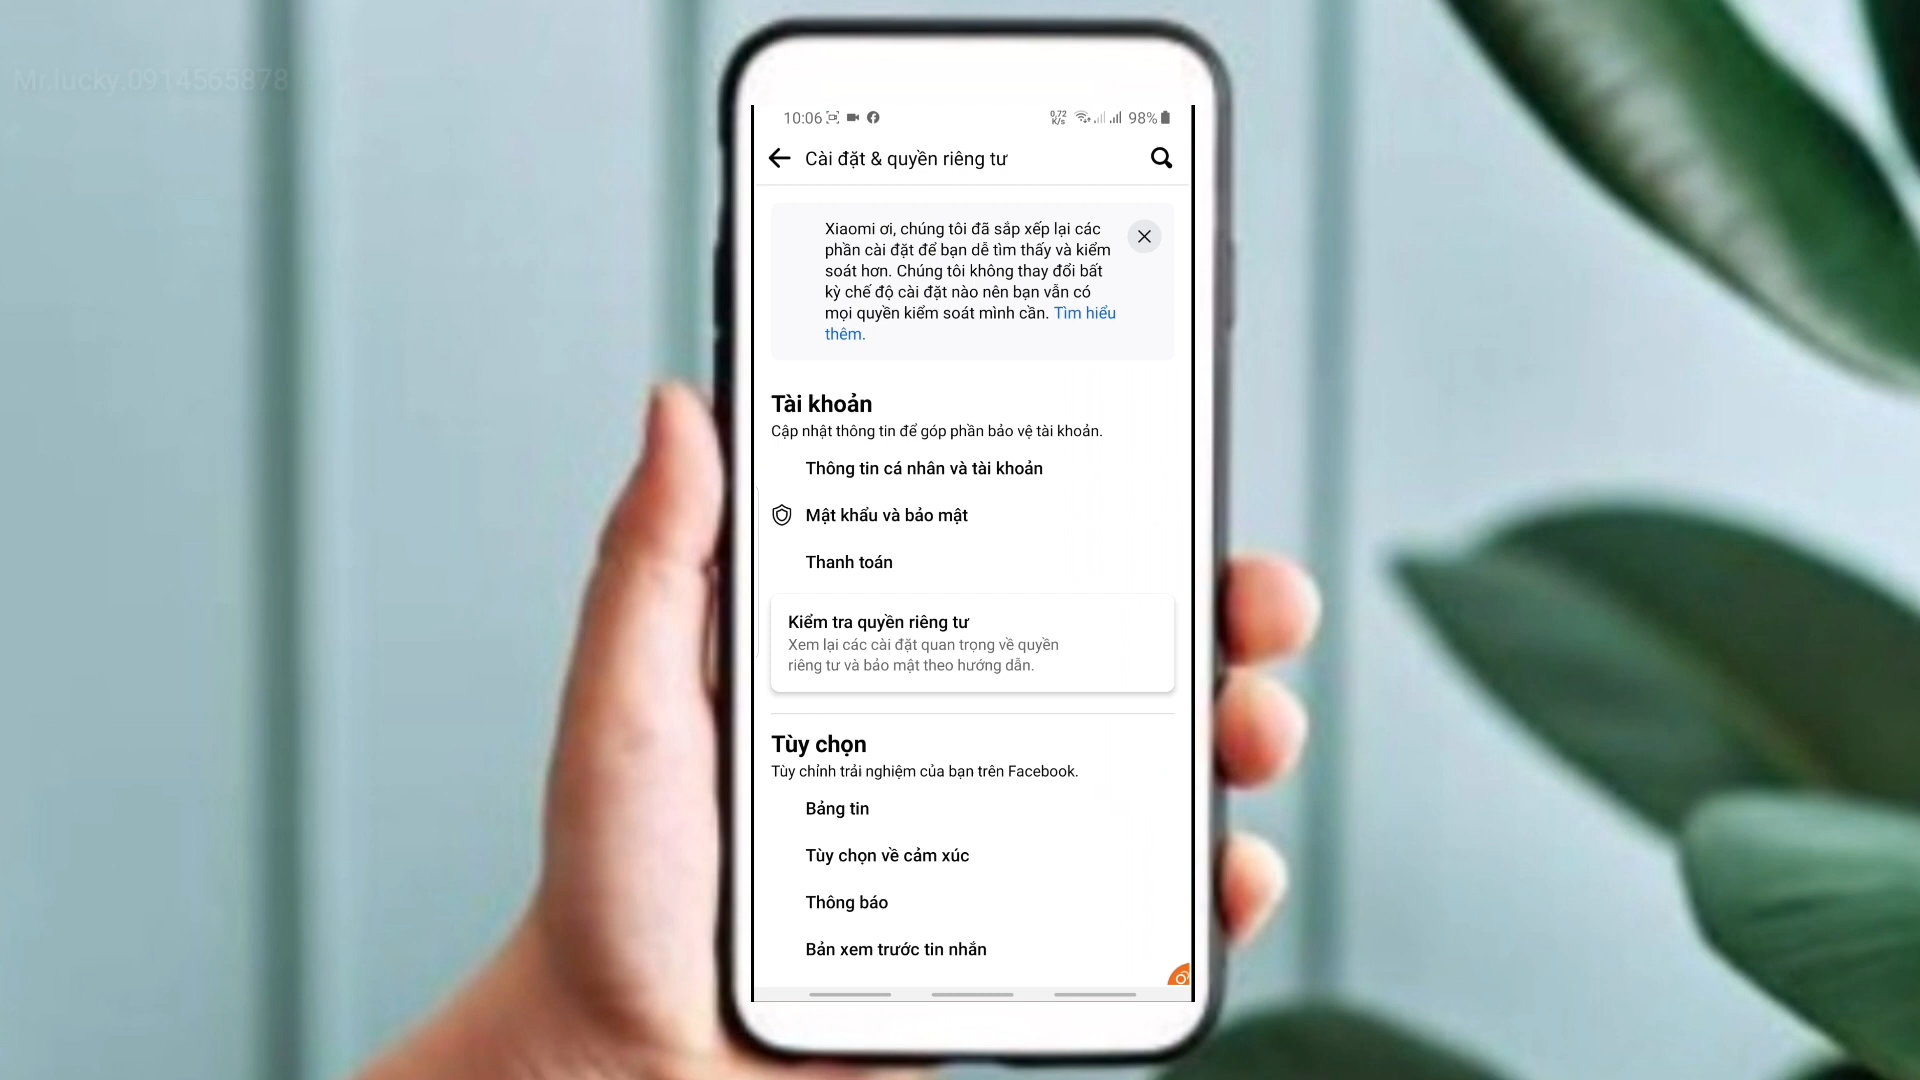 Mr.lucky 0914565878
10:06
0,72
K/s
98%
Cài đặt & quyền riêng tư
Xiaomi ơi, chúng tôi đã sắp xếp lại các
phần cài đặt để bạn dễ tìm thấy và kiểm
soát hơn. Chúng tôi không thay đổi bất
kỳ chế độ cài đặt nào nên bạn vẫn có
mọi quyền kiểm soát mình cần. Tìm hiểu
thêm.
Tài khoản
Cập nhật thông tin để góp phần bảo vệ tài khoản.
Thông tin cá nhân và tài khoản
Mật khẩu và bảo mật
Thanh toán
Kiểm tra quyền riêng tư
Xem lại các cài đặt quan trọng về quyền
riêng tư và bảo mật theo hướng dẫn.
Tùy chọn
Tùy chỉnh trải nghiệm của bạn trên Facebook.
Bảng tin
Tùy chọn về cảm xúc
Thông báo
Bản xem trước tin nhắn